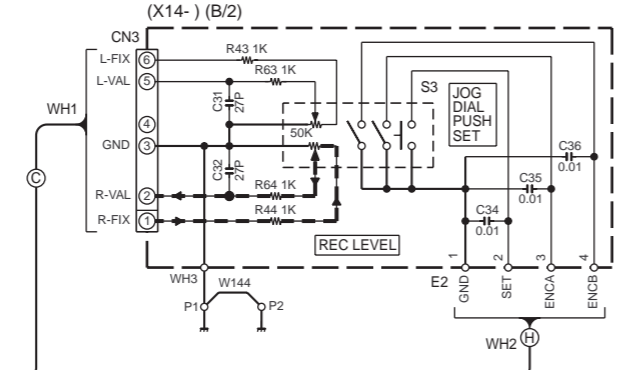 (X14- ) (B/2)
CN3
L-FIX 6 R43 1K
L-VAL 5 R63 1K
C31
27P
S3
JOG
DIAL
PUSH
SET
WH1
4
50K
GND 3
C36
0.01
C32
27P
C
C35
0.01
R-VAL 2 R64 1K
R-FIX 1 R44 1K
C34
0.01
REC LEVEL
1 2 3 4
WH3
E2
GND SET ENCA ENCB
W144
P1 P2
WH2 H